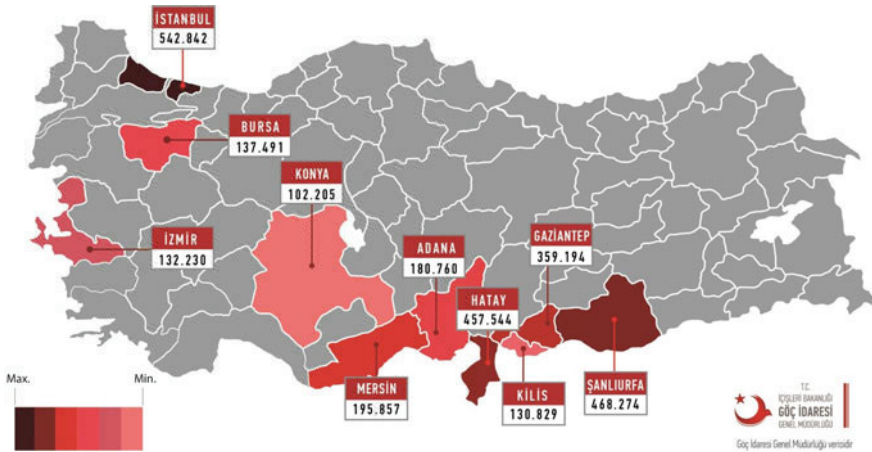 İSTANBUL
542.842
BURSA
137.491
KONYA
102.205
İZMİR
132.230
ADANA
180.760
GAZİANTEP
359.194
HATAY
457.544
MERSİN
195.857
KİLİS
130.829
ŞANLIURFA
468.274
Max.
Min.
T.C.
İÇİŞLERİ BAKANLIĞI
GÖÇ İDARESİ
GENEL MÜDÜRLÜĞÜ
Göç İdaresi Genel Müdürlüğü verisidir